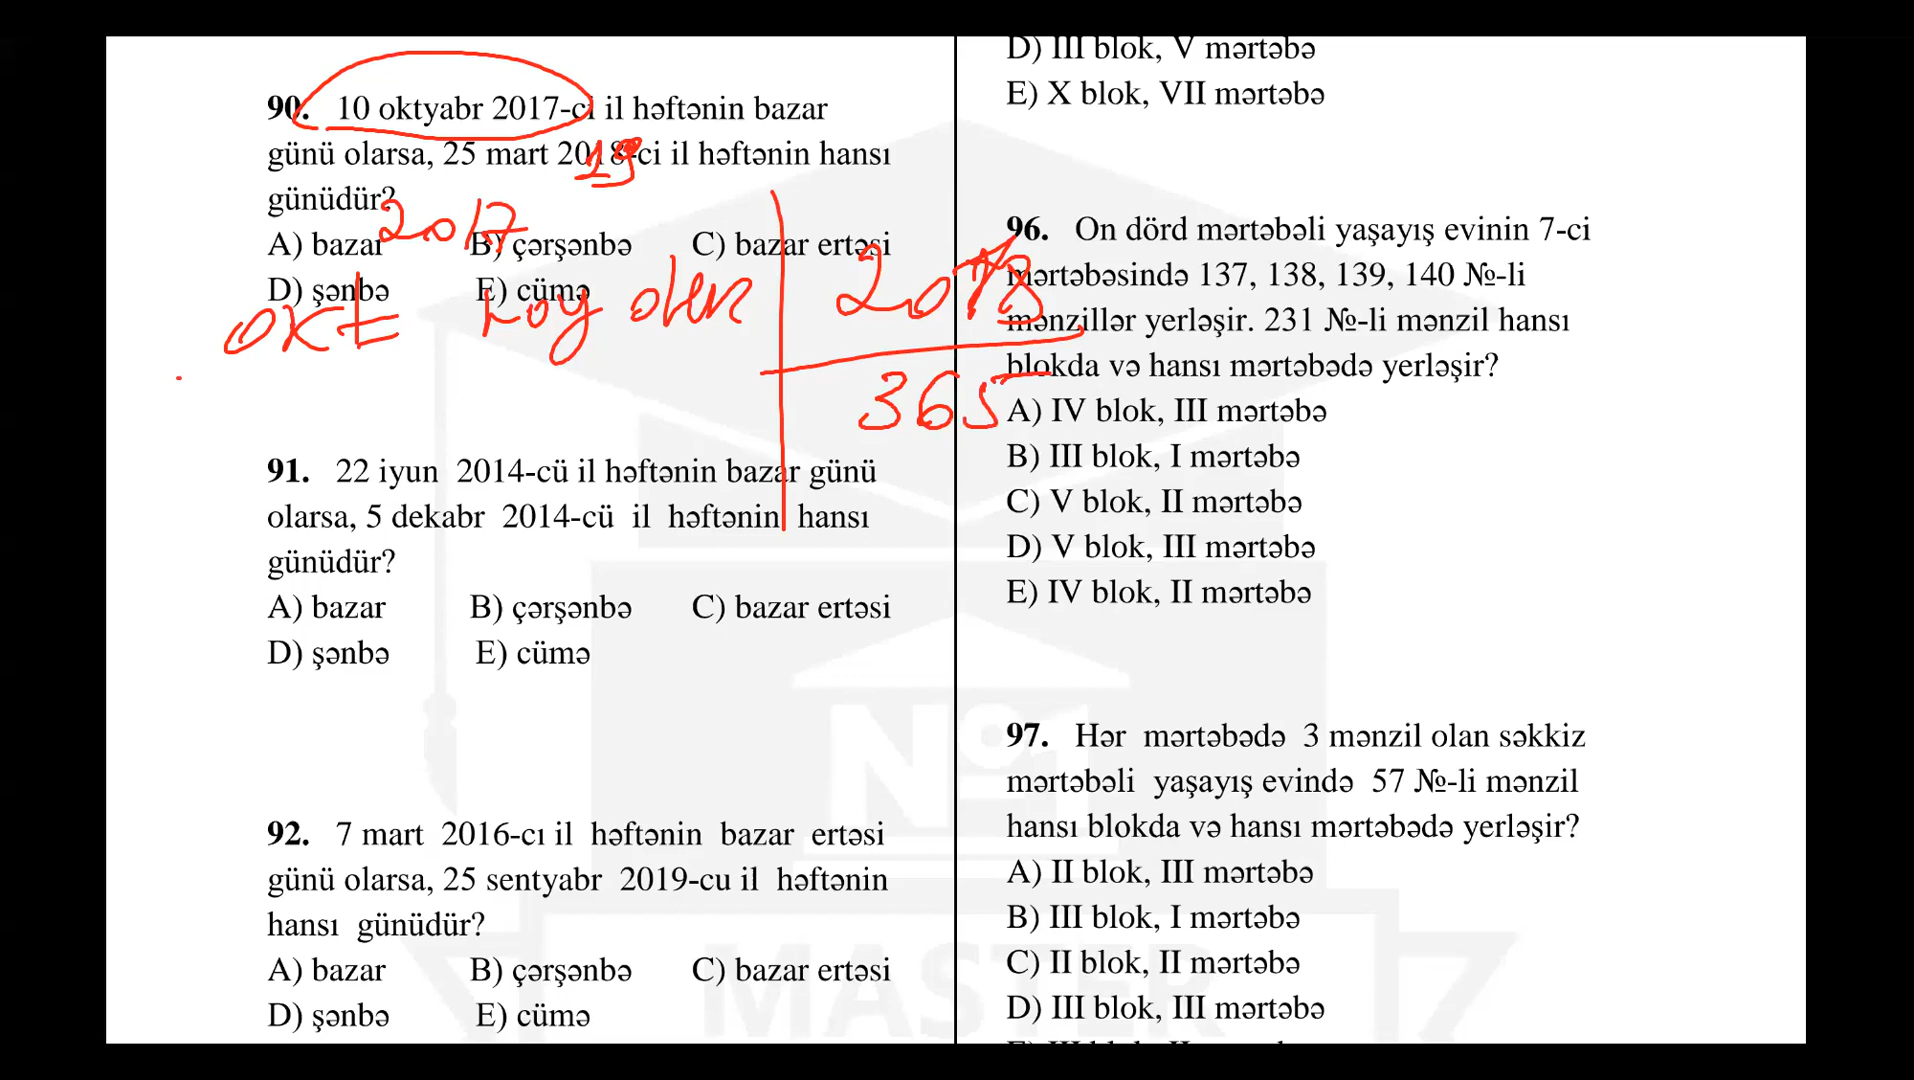 90. 10 oktyabr 2017-ci il həftənin bazar
günü olarsa, 25 mart 2018-ci il həftənin hansı
19
günüdür?
2017
A) bazar B) çərşənbə C) bazar ertəsi
D) şənbə E) cümə
okt noy dek
2018
365
91. 22 iyun 2014-cü il həftənin bazar günü
olarsa, 5 dekabr 2014-cü il həftənin hansı
günüdür?
A) bazar B) çərşənbə C) bazar ertəsi
D) şənbə E) cümə
92. 7 mart 2016-cı il həftənin bazar ertəsi
günü olarsa, 25 sentyabr 2019-cu il həftənin
hansı günüdür?
A) bazar B) çərşənbə C) bazar ertəsi
D) şənbə E) cümə
D) III blok, V mərtəbə
E) X blok, VII mərtəbə
96. On dörd mərtəbəli yaşayış evinin 7-ci
mərtəbəsində 137, 138, 139, 140 №-li
mənzillər yerləşir. 231 №-li mənzil hansı
blokda və hansı mərtəbədə yerləşir?
A) IV blok, III mərtəbə
B) III blok, I mərtəbə
C) V blok, II mərtəbə
D) V blok, III mərtəbə
E) IV blok, II mərtəbə
97. Hər mərtəbədə 3 mənzil olan səkkiz
mərtəbəli yaşayış evində 57 №-li mənzil
hansı blokda və hansı mərtəbədə yerləşir?
A) II blok, III mərtəbə
B) III blok, I mərtəbə
C) II blok, II mərtəbə
D) III blok, III mərtəbə
№1
MASTER